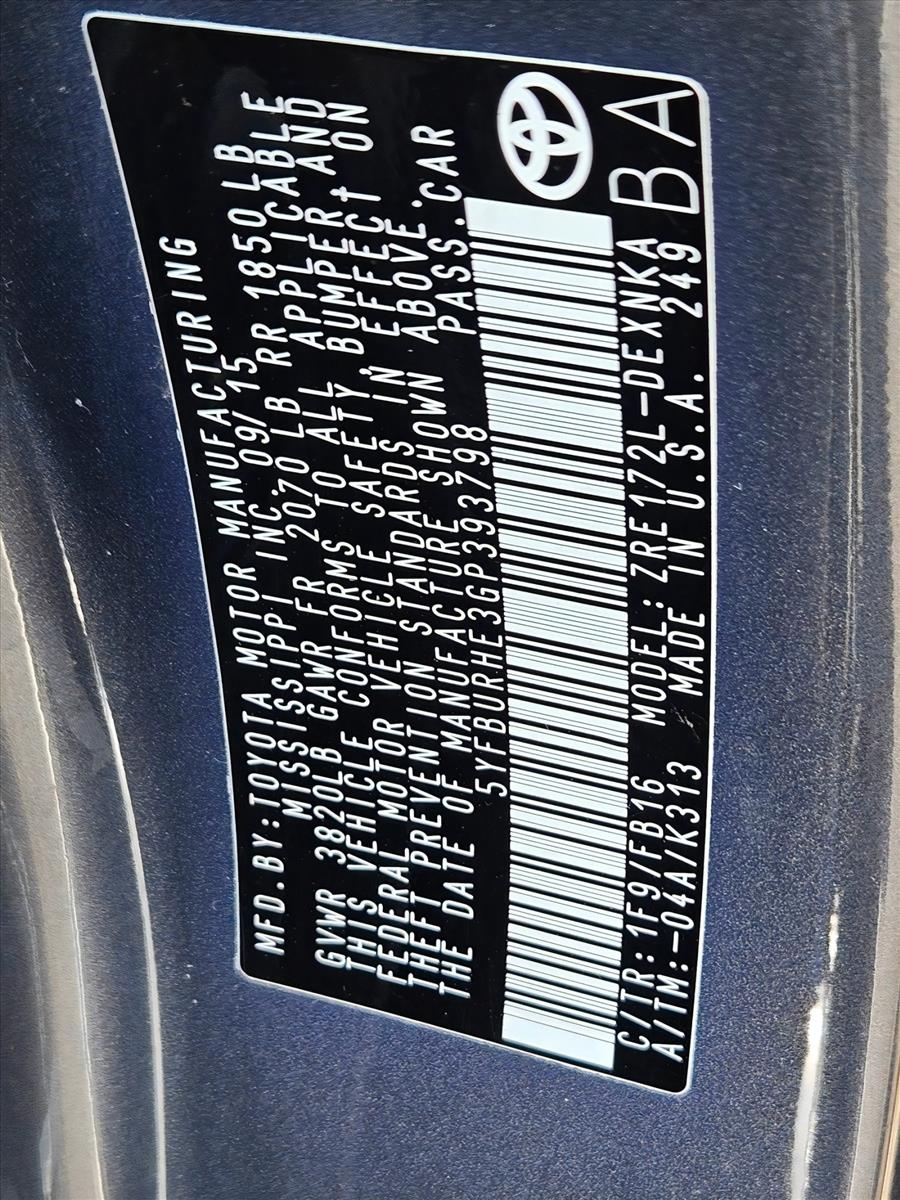 MFD.BY:TOYOTA MOTOR MANUFACTURING
MISSISSIPPI INC. 09/15
GVWR 3820LB GAWR FR 2070 LB RR 1850LB
THIS VEHICLE CONFORMS TO ALL APPLICABLE
FEDERAL MOTOR VEHICLE SAFETY, BUMPER AND
THEFT PREVENTION STANDARDS IN EFFECT ON
THE DATE OF MANUFACTURE SHOWN ABOVE.
5YFBURHE3GP393798 PASS.CAR
C/TR:1F9/FB16 MODEL: ZRE172L-DEXNKA
A/TM:-04A/K313 MADE IN U.S.A. 249
BA